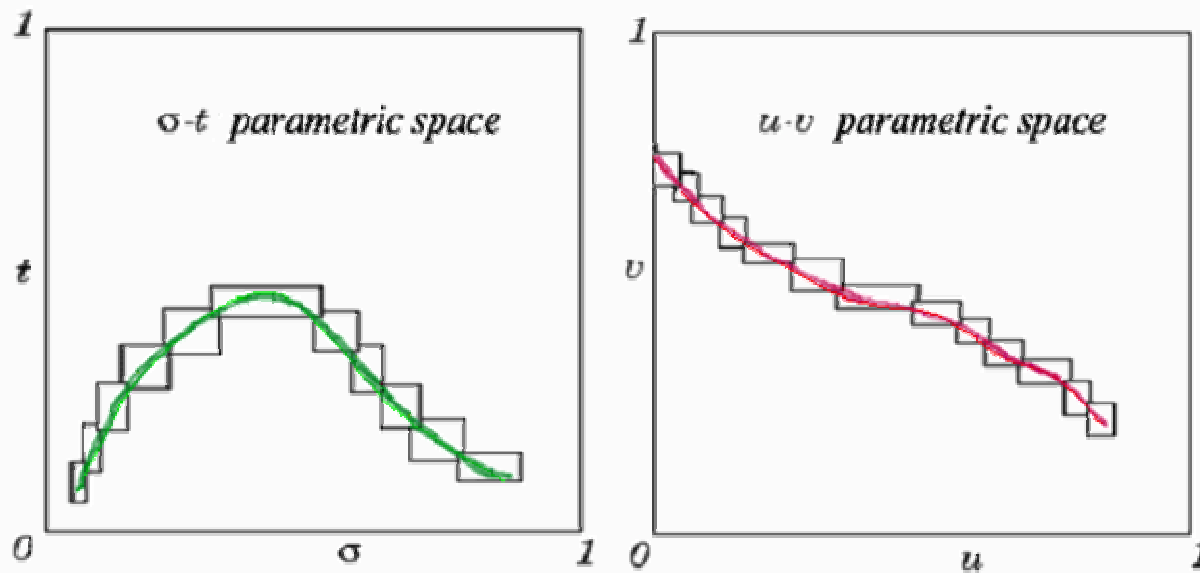 1
σ-t parametric space
t
0
σ
1
1
u-v parametric space
v
0
u
1